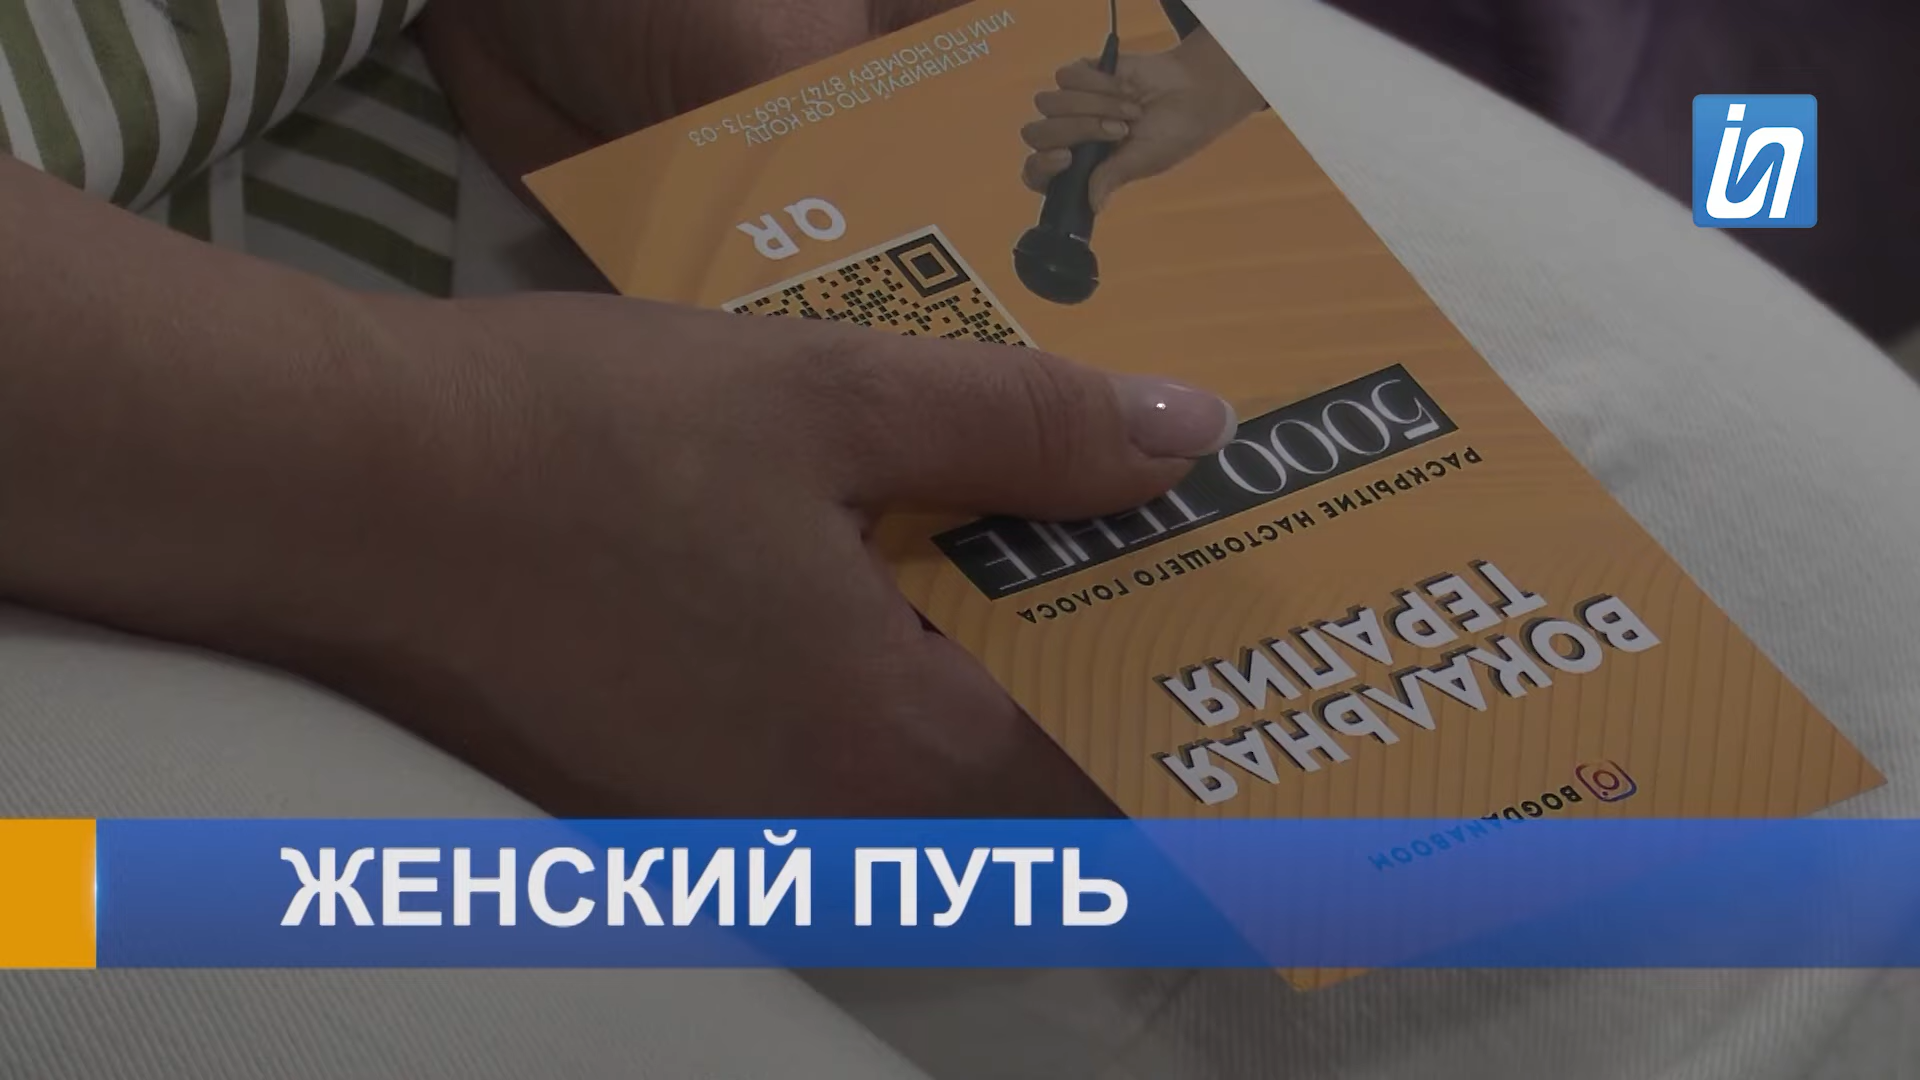 BOGDANABOOM
ВОКАЛЬНАЯ
ТЕРАПИЯ
РАСКРЫТИЕ НАСТОЯЩЕГО ГОЛОСА
5000 ТЕНГЕ
QR
АКТИВИРУЙ ПО QR КОДУ
ИЛИ ПО НОМЕРУ 8747-669-73-03
ЖЕНСКИЙ ПУТЬ